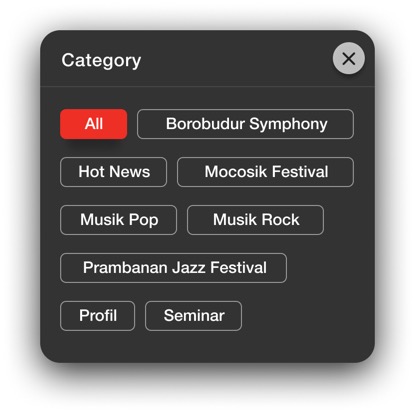 Category
All
Borobudur Symphony
Hot News
Mocosik Festival
Musik Pop
Musik Rock
Prambanan Jazz Festival
Profil
Seminar